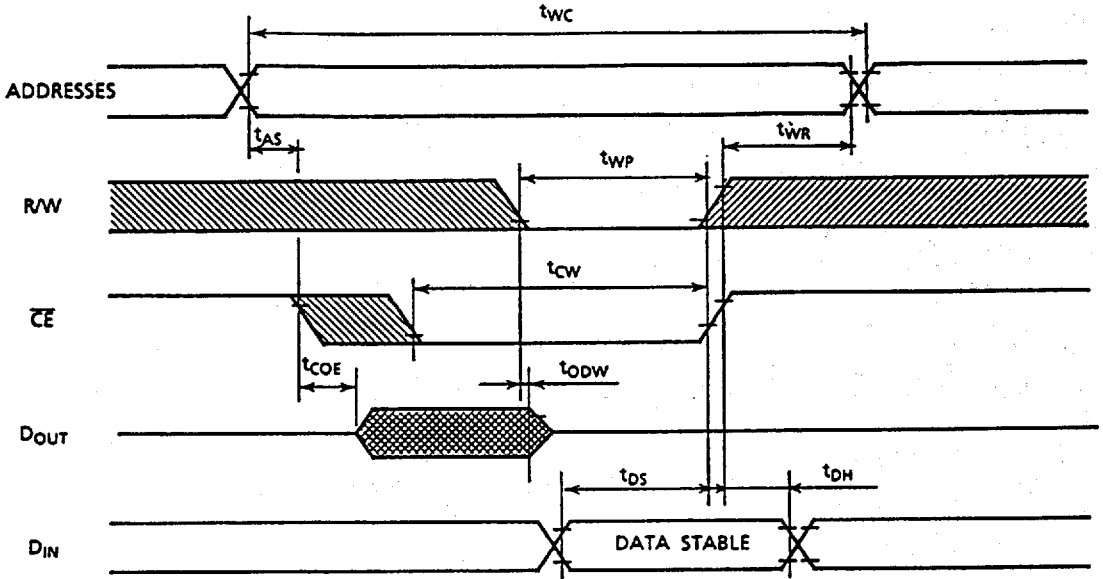 tWC
ADDRESSES
tAS
tWR
tWP
R/W
tCW
CE
tCOE
tODW
DOUT
tDS
tDH
DIN
DATA STABLE